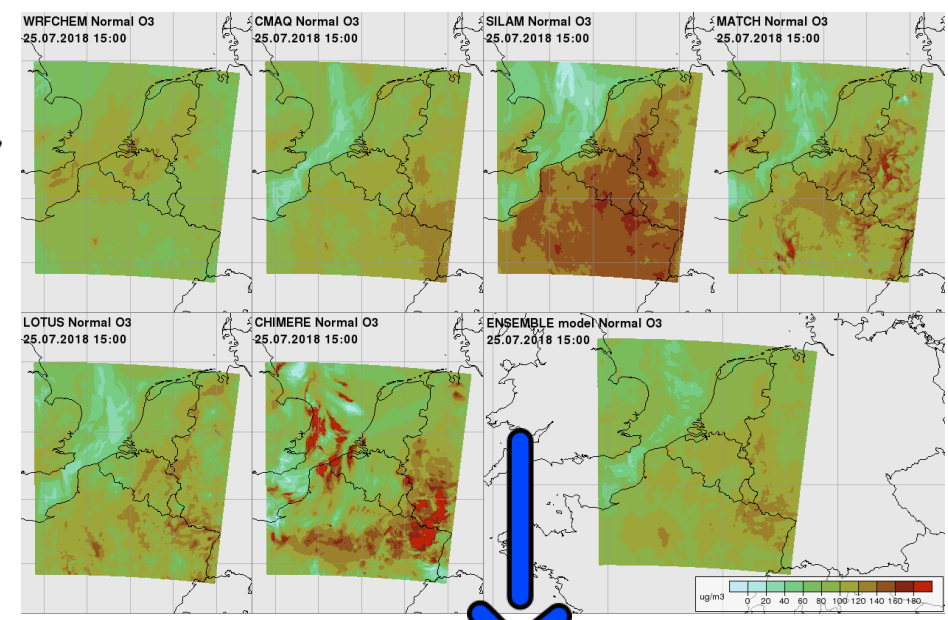 WRFCHEM Normal O3
25.07.2018 15:00
CMAQ Normal O3
25.07.2018 15:00
SILAM Normal O3
25.07.2018 15:00
MATCH Normal O3
25.07.2018 15:00
LOTUS Normal O3
25.07.2018 15:00
CHIMERE Normal O3
25.07.2018 15:00
ENSEMBLE model Normal O3
25.07.2018 15:00
ug/m3
0 20 40 60 80 100 120 140 160 180